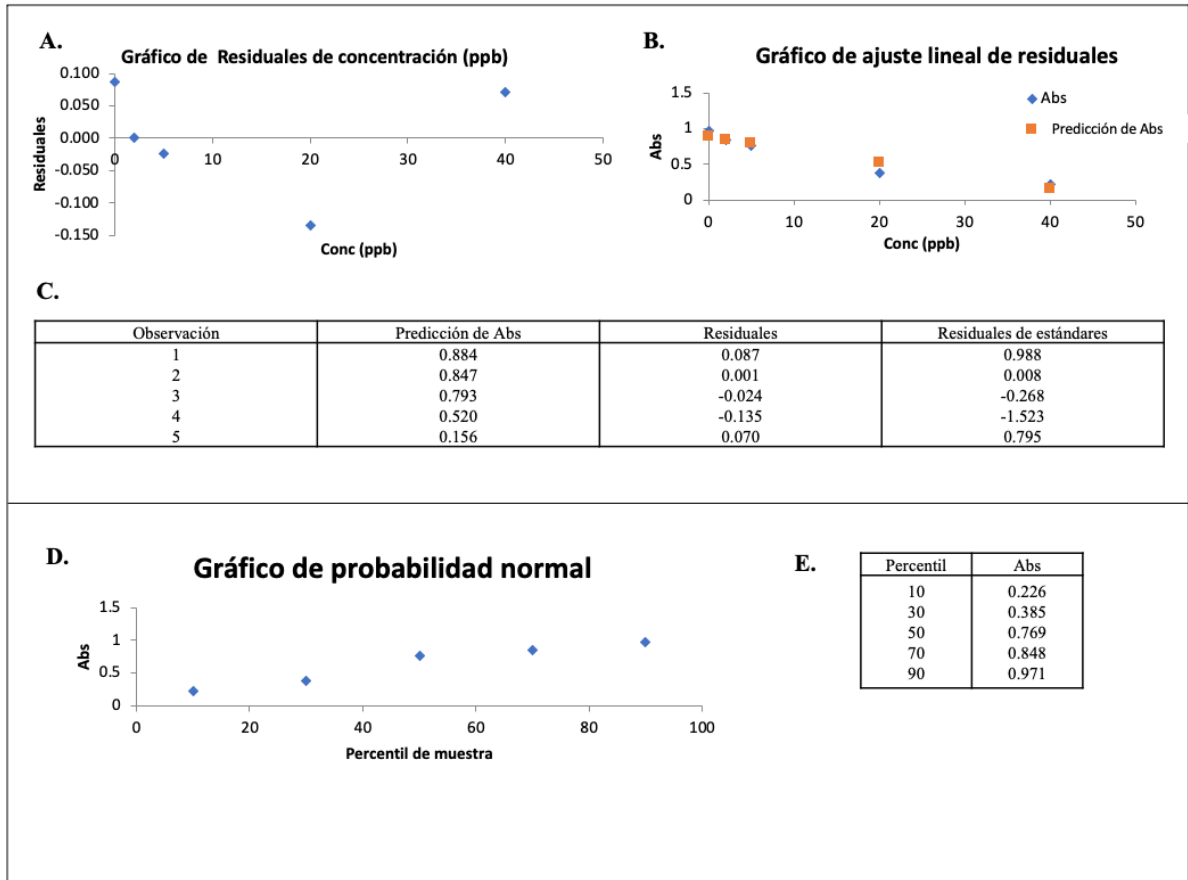 A.
Gráfico de Residuales de concentración (ppb)
0.100
0.050
0.000
-0.050
-0.100
-0.150
0 10 20 30 40 50
Residuales
Conc (ppb)
B.
Gráfico de ajuste lineal de residuales
1.5
1
0.5
0
0 10 20 30 40 50
Abs
Conc (ppb)
Abs
Predicción de Abs
C.
Observación Predicción de Abs Residuales Residuales de estándares
1 0.884 0.087 0.988
2 0.847 0.001 0.008
3 0.793 -0.024 -0.268
4 0.520 -0.135 -1.523
5 0.156 0.070 0.795
D.
Gráfico de probabilidad normal
1.5
1
0.5
0
0 20 40 60 80 100
Abs
Percentil de muestra
E.
Percentil Abs
10 0.226
30 0.385
50 0.769
70 0.848
90 0.971